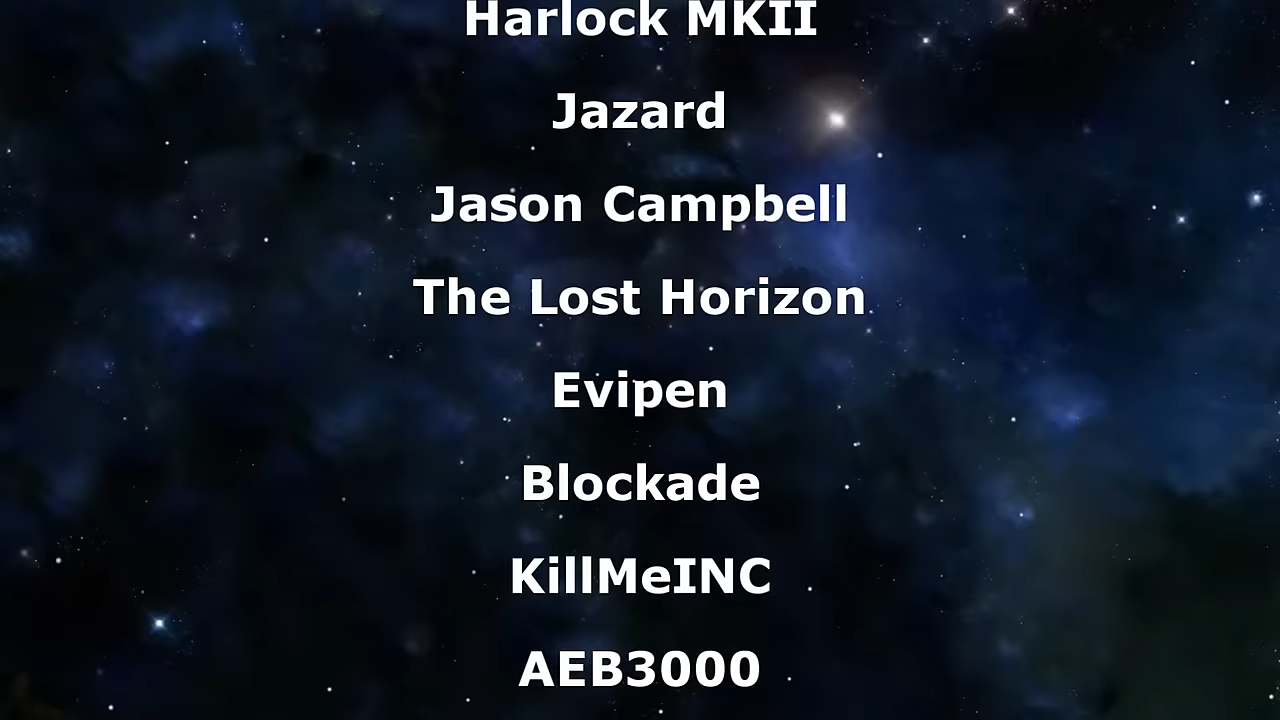 Harlock MKII
Jazard
Jason Campbell
The Lost Horizon
Evipen
Blockade
KillMeINC
AEB3000